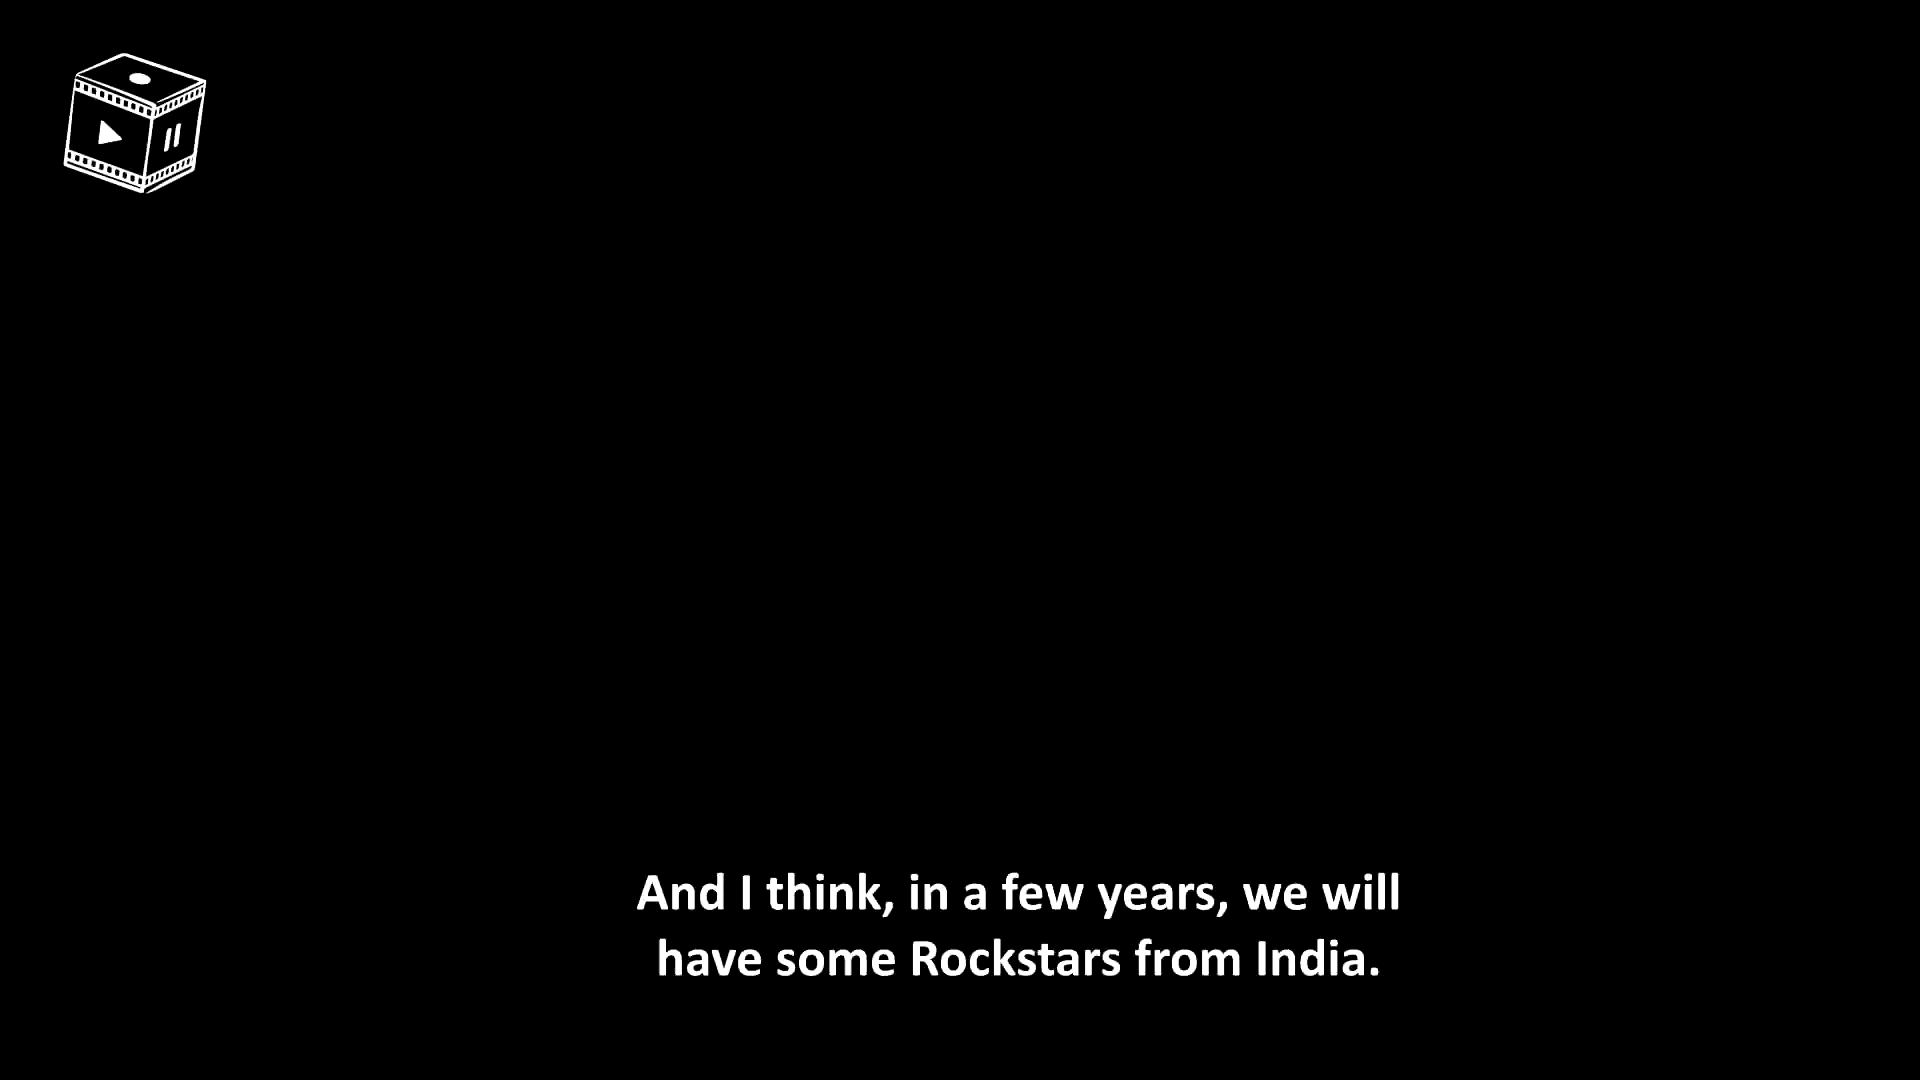 And I think, in a few years, we will
have some Rockstars from India.